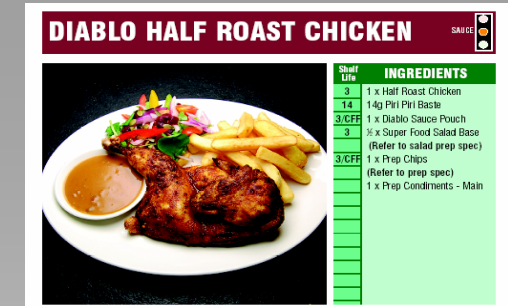 DIABLO HALF ROAST CHICKEN
SAUCE
Shelf Life
INGREDIENTS
3 1 x Half Roast Chicken
14 14g Piri Piri Baste
3/CFF 1 x Diablo Sauce Pouch
3 ½ x Super Food Salad Base
(Refer to salad prep spec)
3/CFF 1 x Prep Chips
(Refer to prep spec)
1 x Prep Condiments - Main